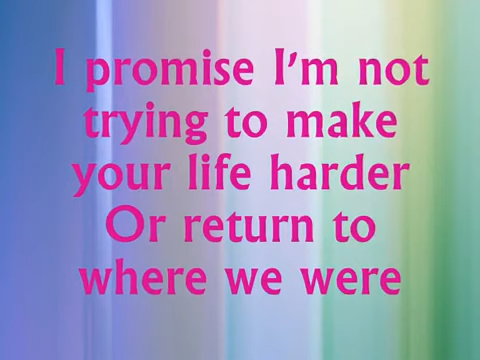 I promise I'm not
trying to make
your life harder
Or return to
where we were